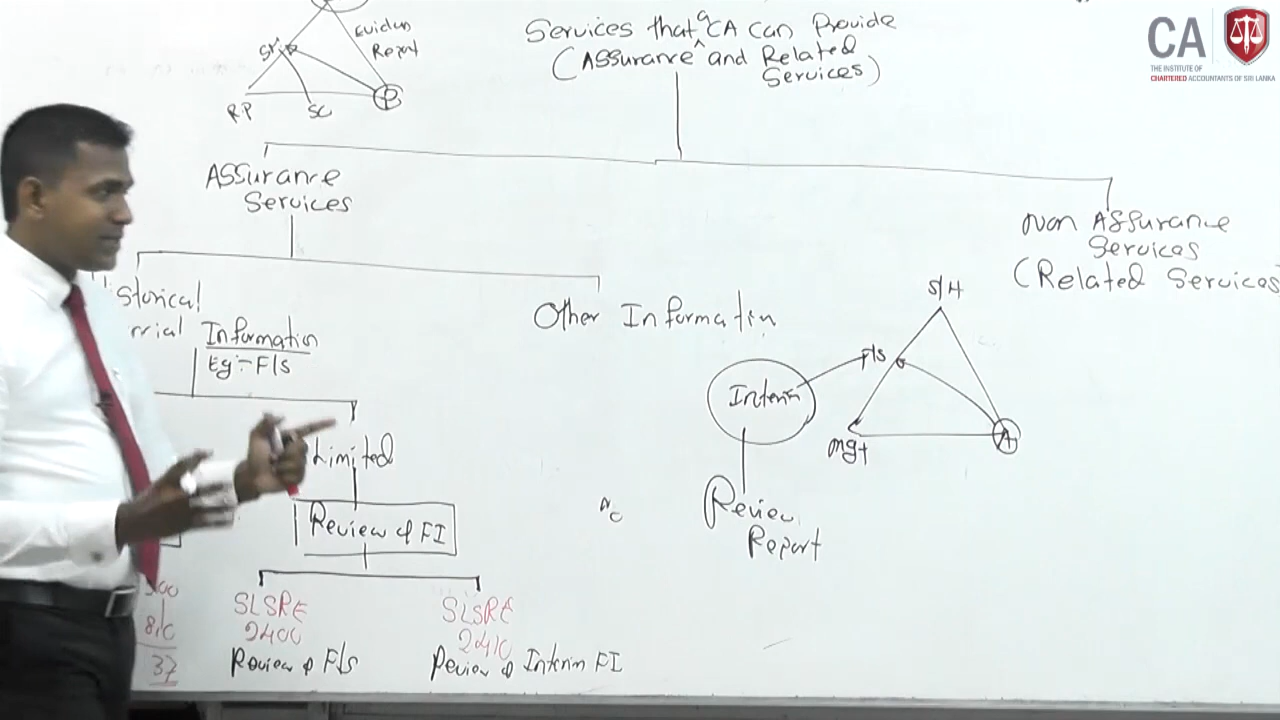 CA
THE INSTITUTE OF
CHARTERED ACCOUNTANTS OF SRI LANKA
Evidence
Report
RP
SC
P
Services that a CA Can Provide
(Assurance ^ and Related
Services)
Assurance
Services
Non Assurance
Services
(Related Services
storical
Information
Eg:- F/s
Other Information
S/H
F/s
Interim
Mgt
A
Limited
Review of FI
Review
Report
SLSRE
2400
Review of F/s
SLSRE
2410
Review of Interim FI
37